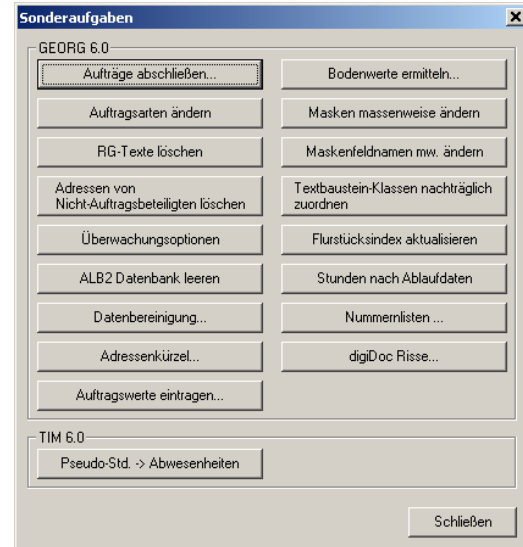 Sonderaufgaben
GEORG 6.0
Aufträge abschließen...
Bodenwerte ermitteln...
Auftragsarten ändern
Masken massenweise ändern
RG-Texte löschen
Maskenfeldnamen mw. ändern
Adressen von
Nicht-Auftragsbeteiligten löschen
Textbaustein-Klassen nachträglich
zuordnen
Überwachungsoptionen
Flurstücksindex aktualisieren
ALB2 Datenbank leeren
Stunden nach Ablaufdaten
Datenbereinigung...
Nummernlisten ...
Adressenkürzel...
digiDoc Risse...
Auftragswerte eintragen...
TIM 6.0
Pseudo-Std. -> Abwesenheiten
Schließen